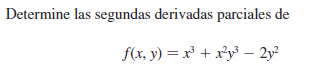 Determine las segundas derivadas parciales de
f(x, y) = x³ + x²y³ − 2y²